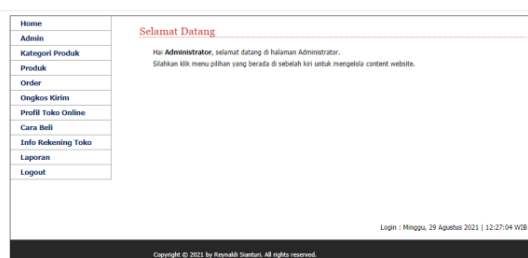 Home
Admin
Kategori Produk
Produk
Order
Ongkos Kirim
Profil Toko Online
Cara Beli
Info Rekening Toko
Laporan
Logout
Selamat Datang
Hai Administrator, selamat datang di halaman Administrator.
Silahkan klik menu pilihan yang berada di sebelah kiri untuk mengelola content website.
Login : Minggu, 29 Agustus 2021 | 12:27:04 WIB
Copyright © 2021 by Reynaldi Sianturi. All rights reserved.